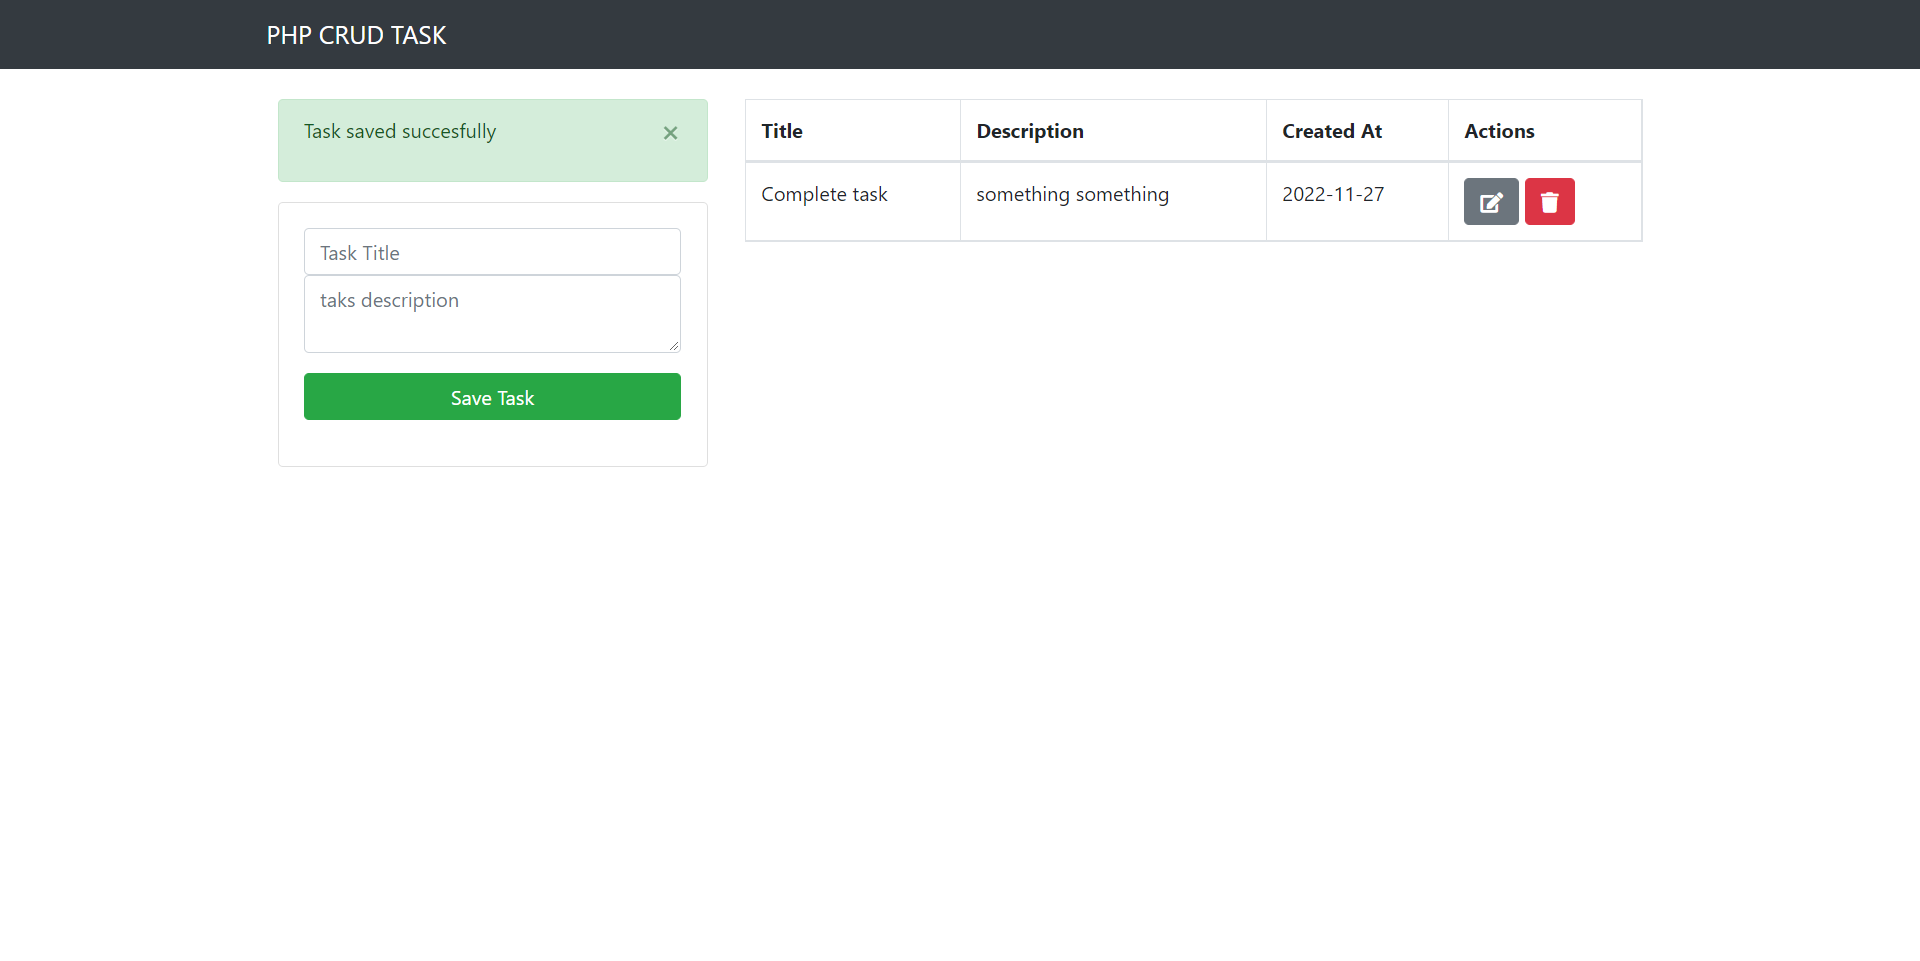 PHP CRUD TASK
Task saved succesfully ×
Task Title
taks description
Save Task
Title Description Created At Actions
Complete task something something 2022-11-27